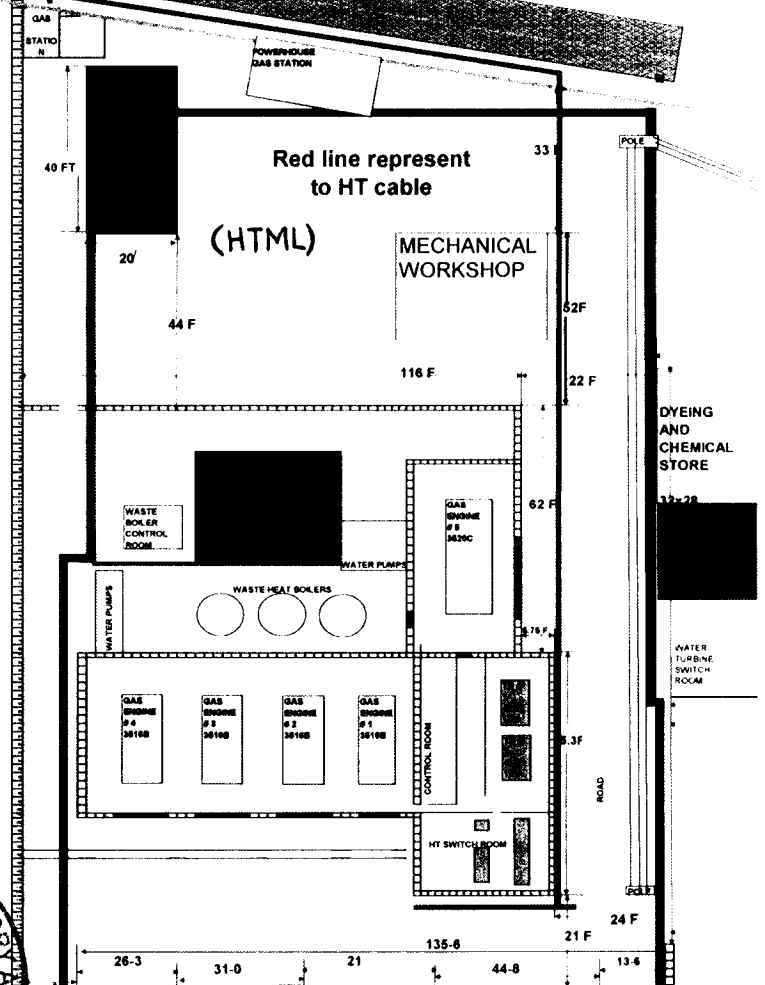 GAS
STATIO
N
POWERHOUSE
GAS STATION
POLE
33
40 FT
Red line represent
to HT cable
(HTML)
MECHANICAL
WORKSHOP
20/
52F
44 F
116 F
22 F
DYEING
AND
CHEMICAL
STORE
32×28
62 F
GAS
ENGINE
# 5
3520C
WASTE
BOILER
CONTROL
ROOM
WATER PUMPS
WASTE HEAT BOILERS
WATER PUMPS
WATER
TURBINE
SWITCH
ROOM
GAS
ENGINE
# 4
3516B
GAS
ENGINE
# 3
3516B
GAS
ENGINE
# 2
3516B
GAS
ENGINE
# 1
3516B
CONTROL ROOM
5.3F
ROAD
HT SWITCH ROOM
POLE
24 F
21 F
135-6
26-3
31-0
21
44-8
13-6